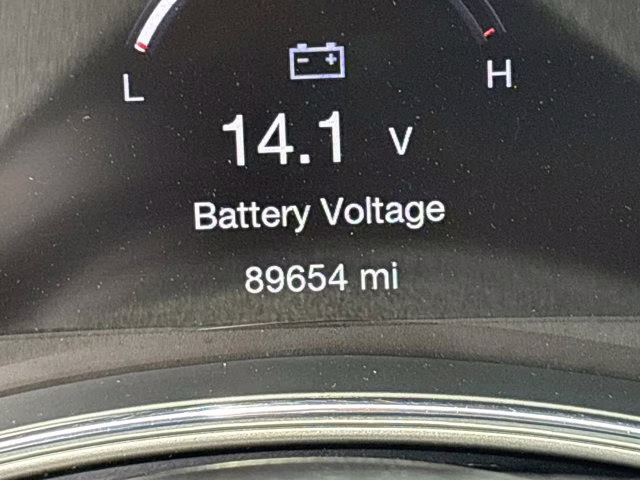 L H
14.1 V
Battery Voltage
89654 mi